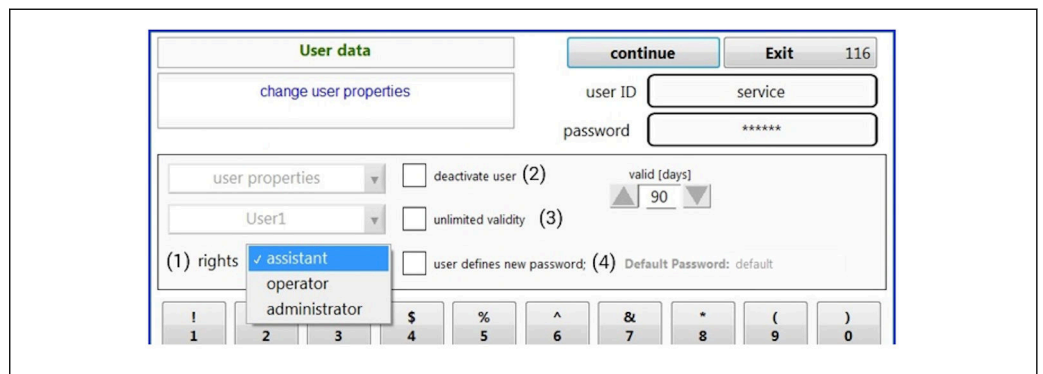 User data
continue
Exit 116
change user properties
user ID service
password ******
user properties
deactivate user (2)
valid [days]
90
User1
unlimited validity (3)
(1) rights
✓ assistant
operator
administrator
user defines new password; (4) Default Password: default
! $ % ^ & * ( )
1 2 3 4 5 6 7 8 9 0